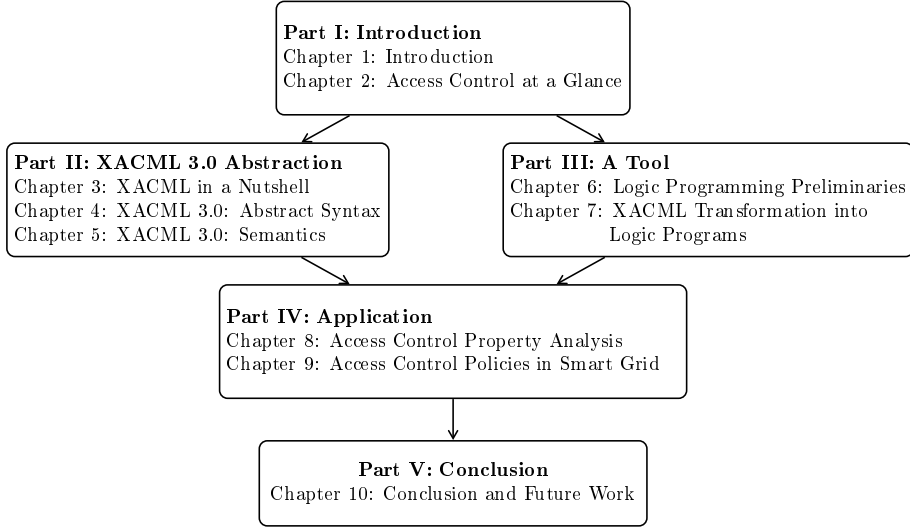 Part I: Introduction
Chapter 1: Introduction
Chapter 2: Access Control at a Glance
Part II: XACML 3.0 Abstraction
Chapter 3: XACML in a Nutshell
Chapter 4: XACML 3.0: Abstract Syntax
Chapter 5: XACML 3.0: Semantics
Part III: A Tool
Chapter 6: Logic Programming Preliminaries
Chapter 7: XACML Transformation into
Logic Programs
Part IV: Application
Chapter 8: Access Control Property Analysis
Chapter 9: Access Control Policies in Smart Grid
Part V: Conclusion
Chapter 10: Conclusion and Future Work